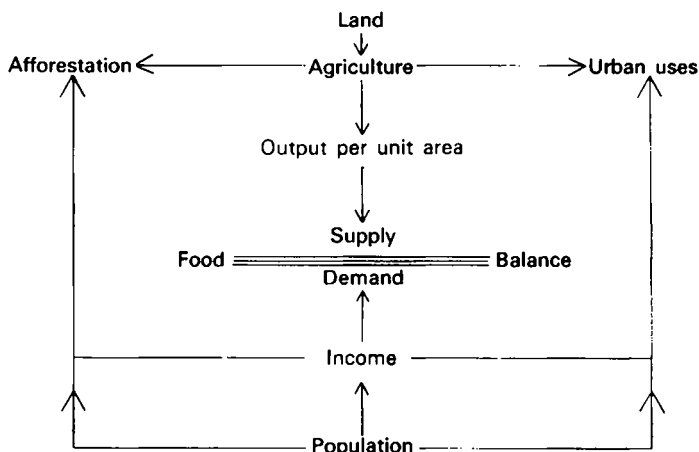 Land
Afforestation Agriculture Urban uses
Output per unit area
Supply
Food Balance
Demand
Income
Population